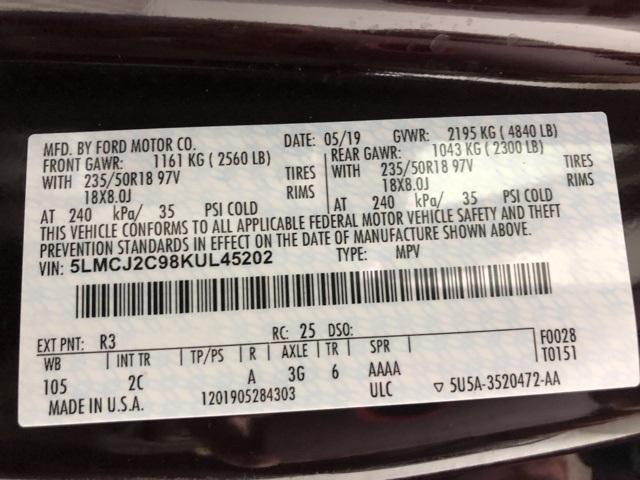 MFD. BY FORD MOTOR CO. DATE: 05/19 GVWR: 2195 KG ( 4840 LB)
FRONT GAWR: 1161 KG ( 2560 LB) REAR GAWR: 1043 KG ( 2300 LB)
WITH 235/50R18 97V TIRES WITH 235/50R18 97V TIRES
18X8.0J RIMS 18X8.0J RIMS
AT 240 kPa/ 35 PSI COLD AT 240 kPa/ 35 PSI COLD
THIS VEHICLE CONFORMS TO ALL APPLICABLE FEDERAL MOTOR VEHICLE SAFETY AND THEFT
PREVENTION STANDARDS IN EFFECT ON THE DATE OF MANUFACTURE SHOWN ABOVE.
VIN: 5LMCJ2C98KUL45202 TYPE: MPV
EXT PNT: R3 RC: 25 DSO: F0028
WB INT TR TP/PS R AXLE TR SPR T0151
105 2C A 3G 6 AAAA
MADE IN U.S.A. 1201905284303 ULC ▽ 5U5A-3520472-AA